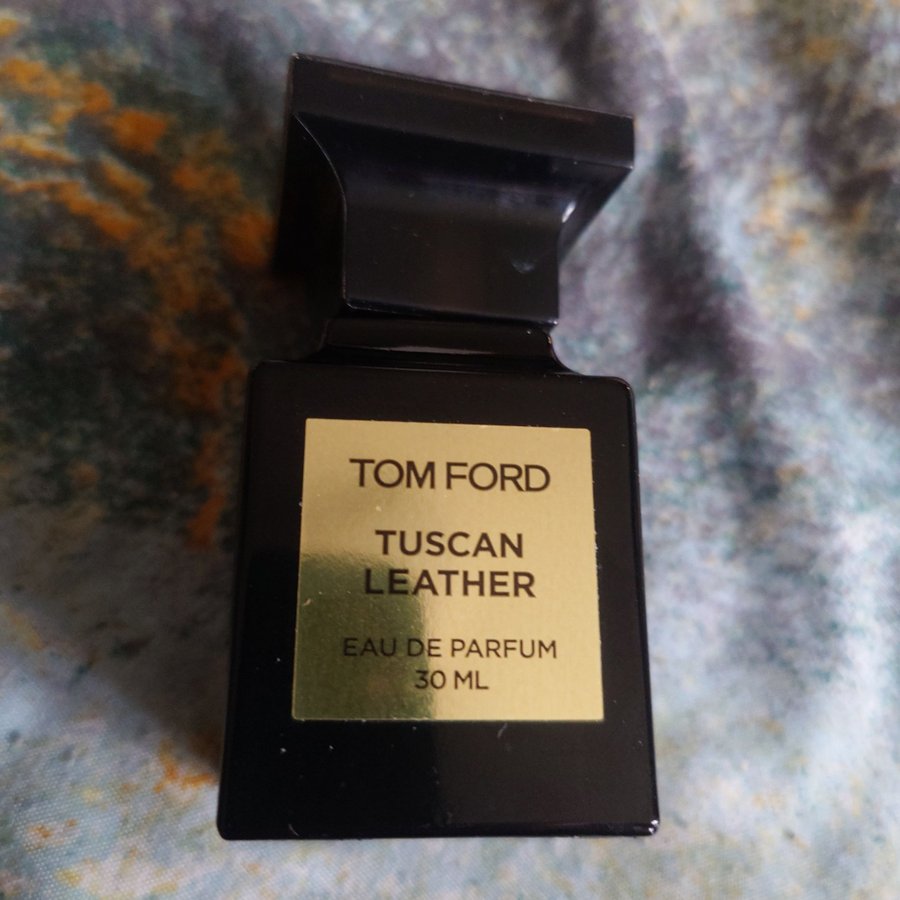 TOM FORD
TUSCAN
LEATHER
EAU DE PARFUM
30 ML